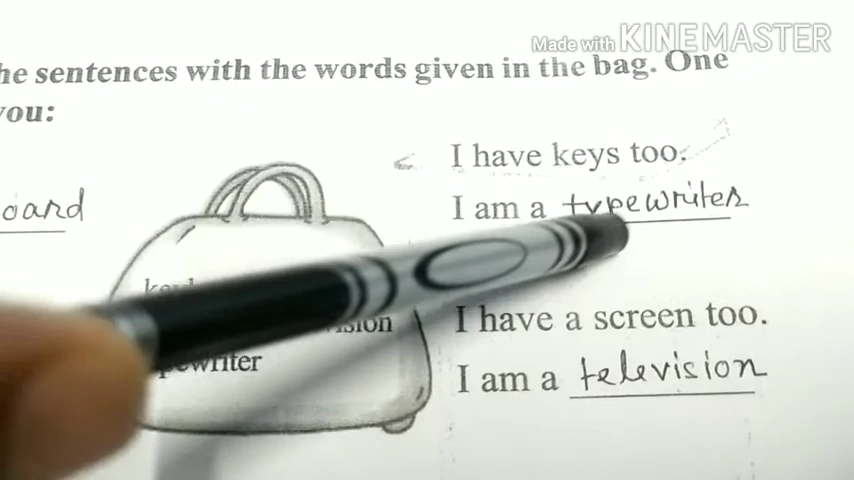 Made with KINEMASTER
he sentences with the words given in the bag. One
you:
I have keys too.
I am a typewriter
oard
I have a screen too.
I am a television